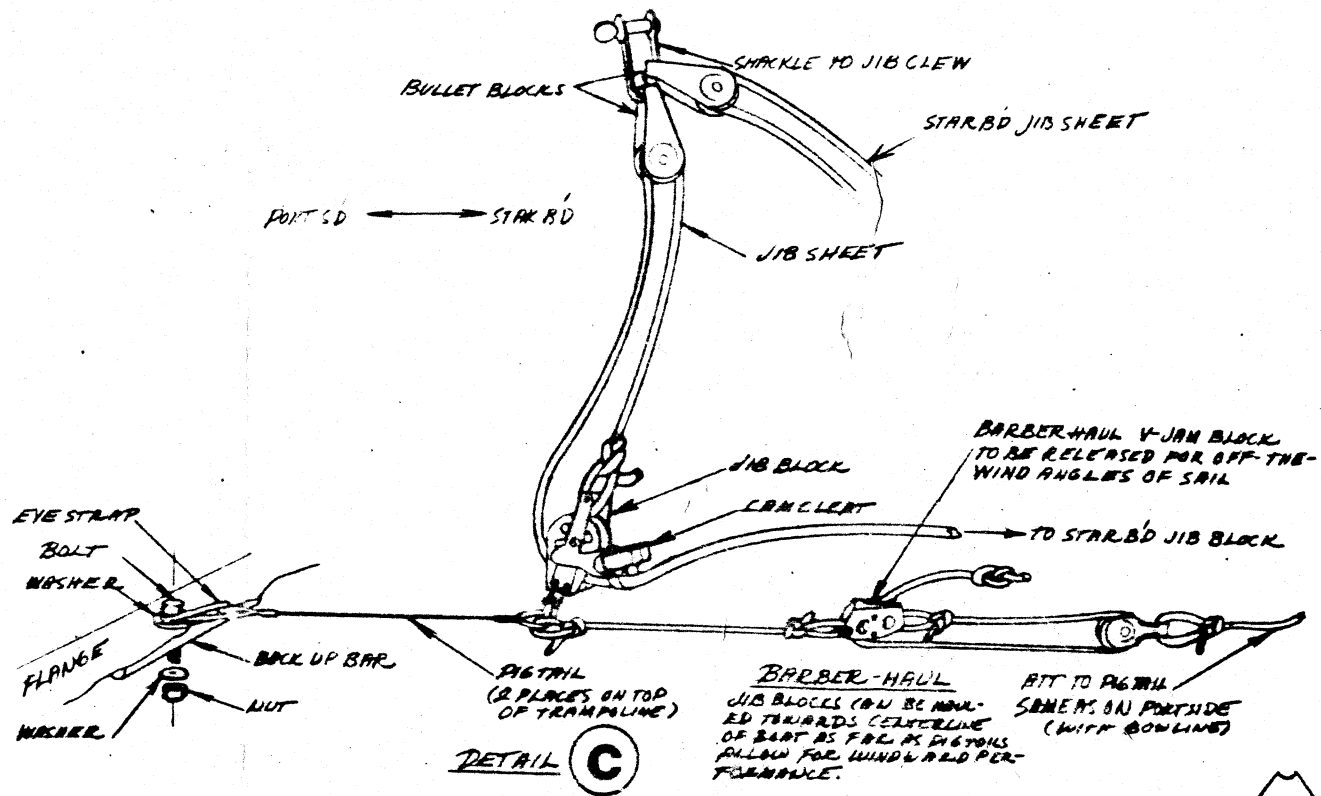 SHACKLE TO JIB CLEW
BULLET BLOCKS
STARB'D JIB SHEET
PORT SD
STARB'D
JIB SHEET
BARBERHAUL V-JAM BLOCK
TO BE RELEASED FOR OFF-THE-
WIND ANGLES OF SAIL
JIB BLOCK
CAM CLEAT
TO STARB'D JIB BLOCK
EYE STRAP
BOLT
WASHER
FLANGE
BACK UP BAR
NUT
WASHER
PIGTAIL
(2 PLACES ON TOP
OF TRAMPOLINE)
BARBER-HAUL
JIB BLOCKS CAN BE HAUL-
ED TOWARDS CENTERLINE
OF BOAT AS FAR AS PIGTAILS
ALLOW FOR WINDWARD PER-
FORMANCE.
ATT TO PIGTAIL
SAME AS ON PORTSIDE
(WITH BOWLINE)
DETAIL C